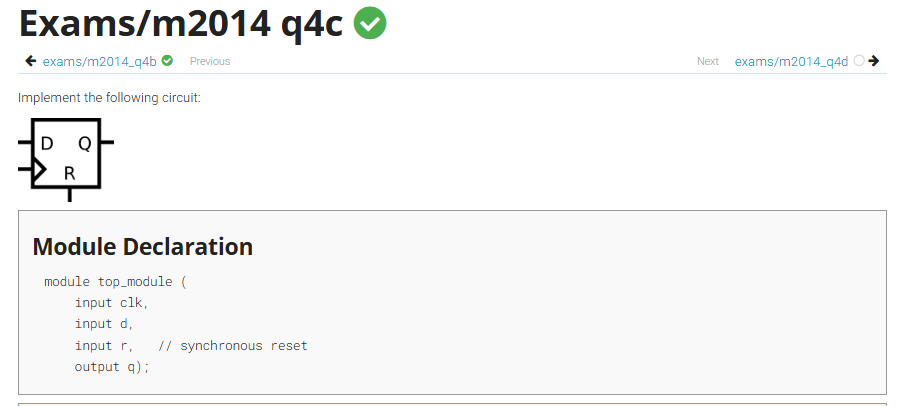 Exams/m2014 q4c
exams/m2014_q4b Previous
Next exams/m2014_q4d
Implement the following circuit:
D Q
R
Module Declaration
module top_module (
input clk,
input d,
input r, // synchronous reset
output q);